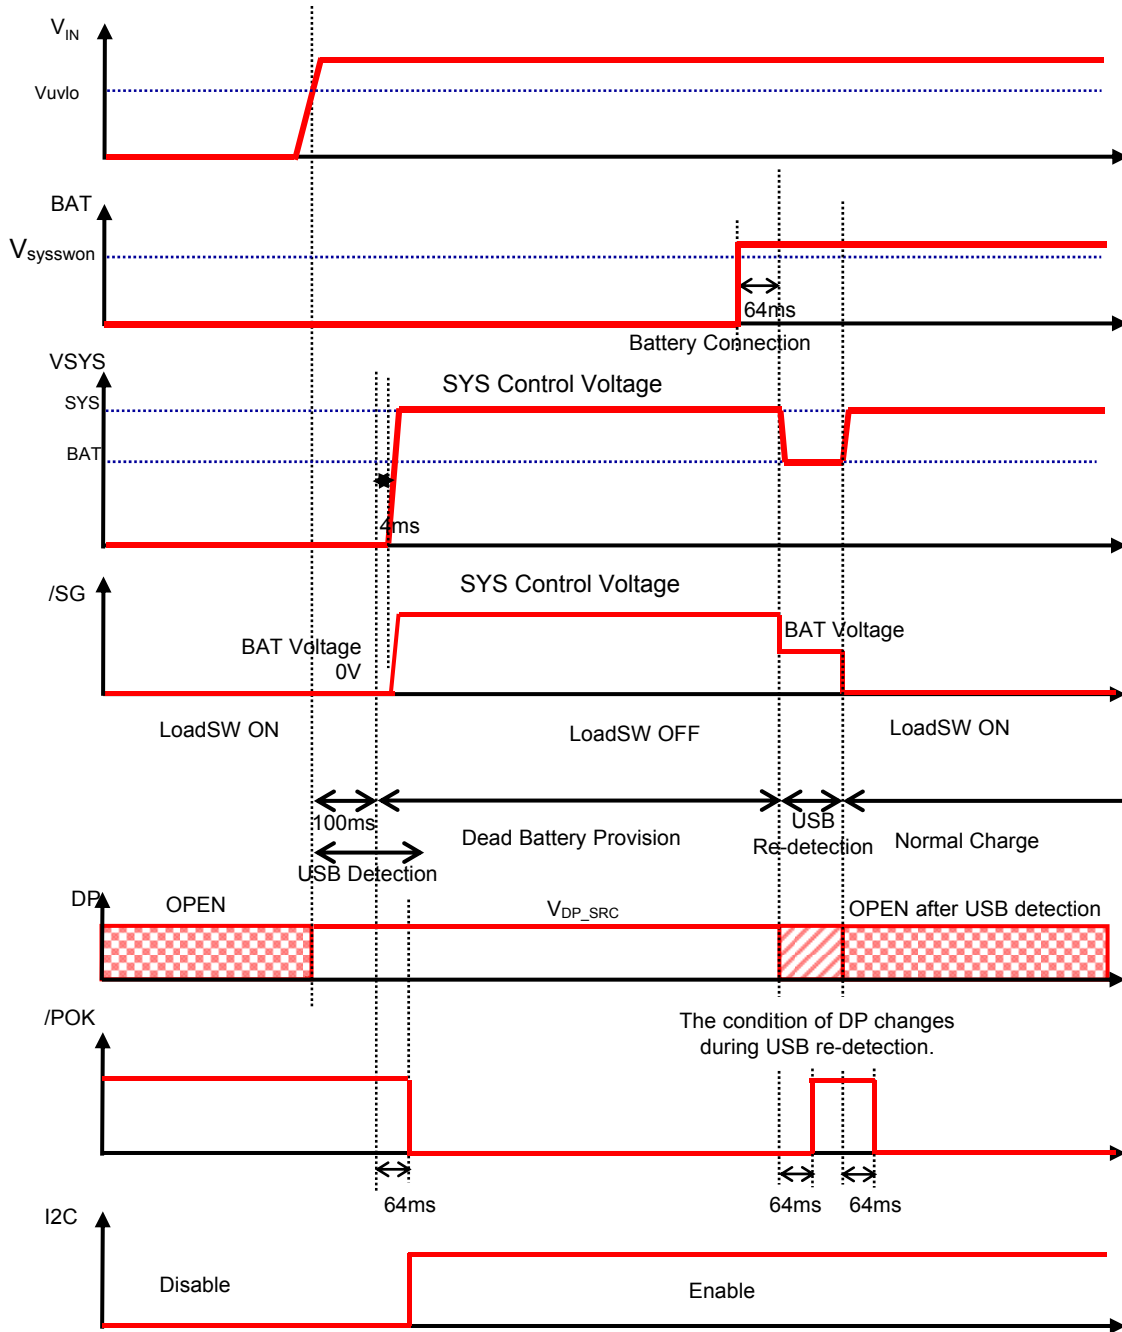 VIN
Vuvlo
BAT
Vsysswon
64ms
Battery Connection
VSYS
SYS Control Voltage
SYS
BAT
4ms
SYS Control Voltage
/SG
BAT Voltage
0V
BAT Voltage
LoadSW ON
LoadSW OFF
LoadSW ON
100ms
Dead Battery Provision
USB
Re-detection
Normal Charge
USB Detection
DP
OPEN
VDP_SRC
OPEN after USB detection
/POK
The condition of DP changes
during USB re-detection.
64ms
64ms
64ms
I2C
Disable
Enable